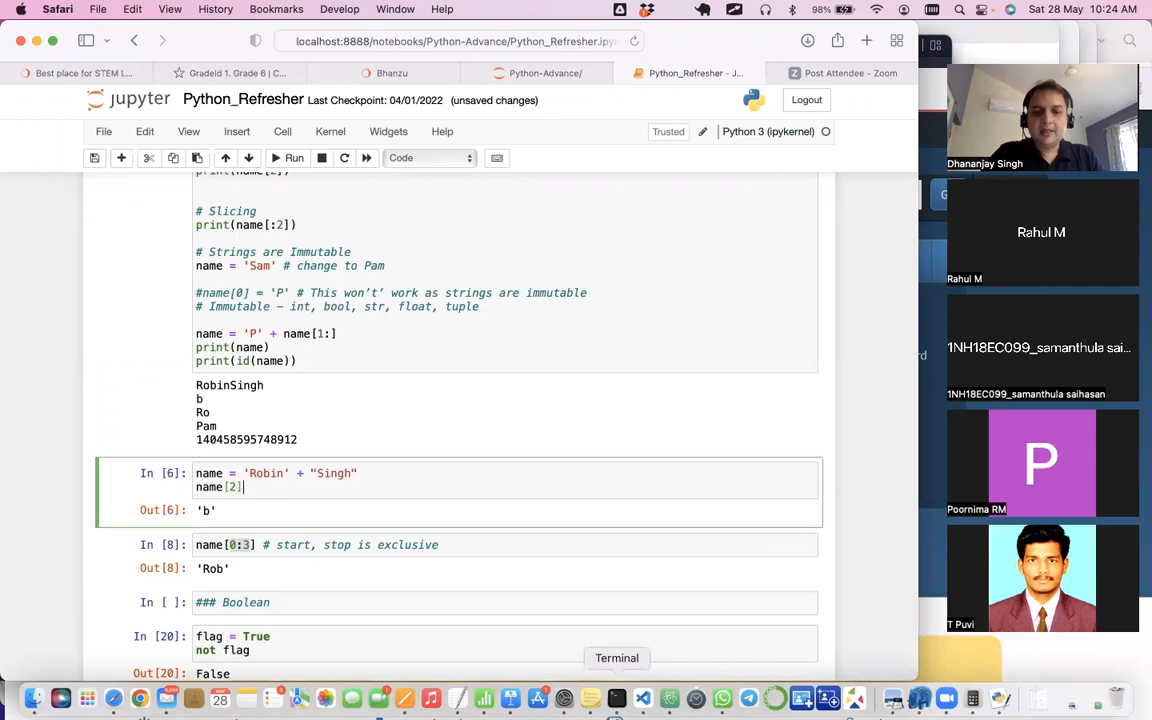 Safari File Edit View History Bookmarks Develop Window Help 98% Sat 28 May 10:24 AM
localhost:8888/notebooks/Python-Advance/Python_Refresher.ipyn
Best place for STEM L... GradeId 1. Grade 6 | C... Bhanzu Python-Advance/ Python_Refresher - J... Post Attendee - Zoom
jupyter Python_Refresher Last Checkpoint: 04/01/2022 (unsaved changes) Logout
File Edit View Insert Cell Kernel Widgets Help Trusted Python 3 (ipykernel)
Run Code
print(name[2])
# Slicing
print(name[:2])
# Strings are Immutable
name = 'Sam' # change to Pam
#name[0] = 'P' # This won't' work as strings are immutable
# Immutable - int, bool, str, float, tuple
name = 'P' + name[1:]
print(name)
print(id(name))
RobinSingh
b
Ro
Pam
140458595748912
In [6]: name = 'Robin' + "Singh"
name[2]
Out[6]: 'b'
In [8]: name[0:3] # start, stop is exclusive
Out[8]: 'Rob'
In [ ]: ### Boolean
In [20]: flag = True
not flag
Out[20]: False
Terminal
Dhananjay Singh
Rahul M
Rahul M
1NH18EC099_samanthula sai...
1NH18EC099_samanthula saihasan
P
Poornima RM
T Puvi